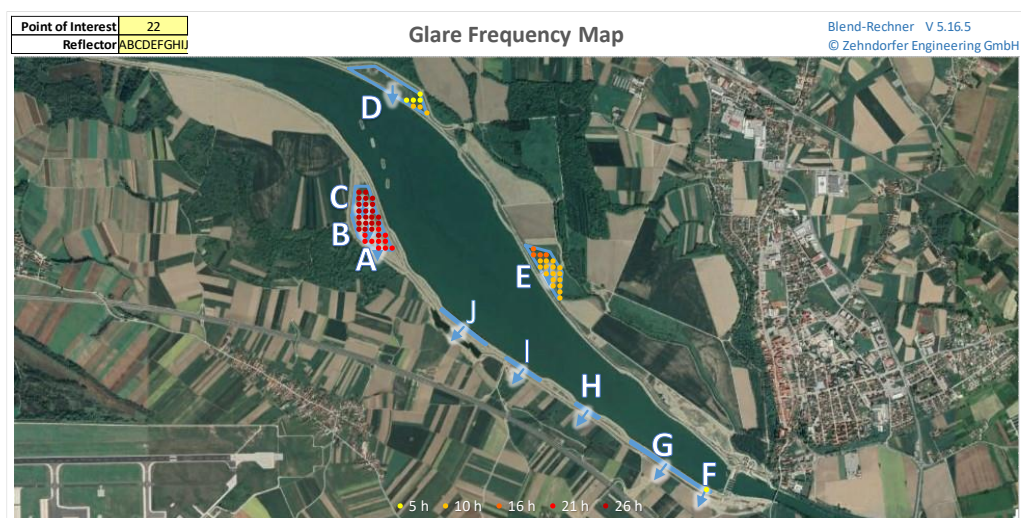 Point of Interest 22
Reflector ABCDEFGHIJ
Glare Frequency Map
Blend-Rechner V 5.16.5
© Zehndorfer Engineering GmbH
D
C
B
A
E
J
I
H
G
F
5 h 10 h 16 h 21 h 26 h